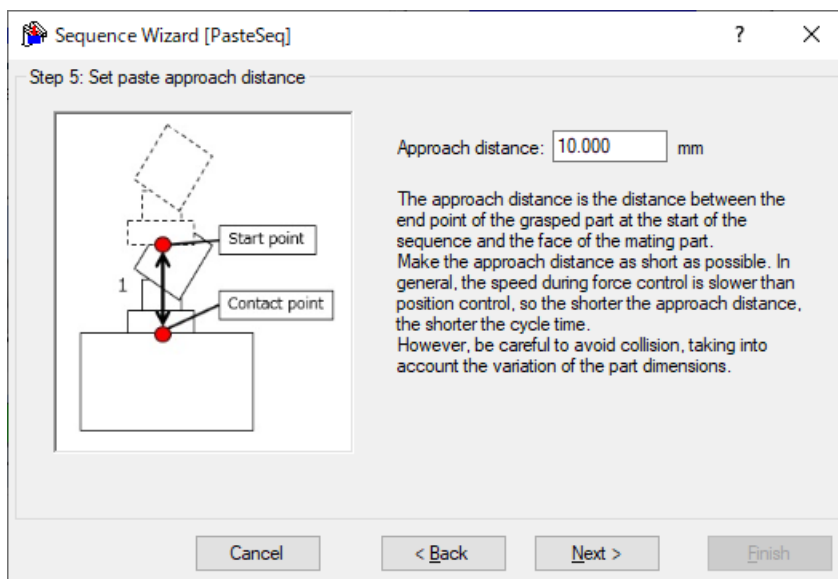 Sequence Wizard [PasteSeq]
?
Step 5: Set paste approach distance
Start point
1
Contact point
Approach distance: 10.000 mm
The approach distance is the distance between the
end point of the grasped part at the start of the
sequence and the face of the mating part.
Make the approach distance as short as possible. In
general, the speed during force control is slower than
position control, so the shorter the approach distance,
the shorter the cycle time.
However, be careful to avoid collision, taking into
account the variation of the part dimensions.
Cancel
< Back
Next >
Finish